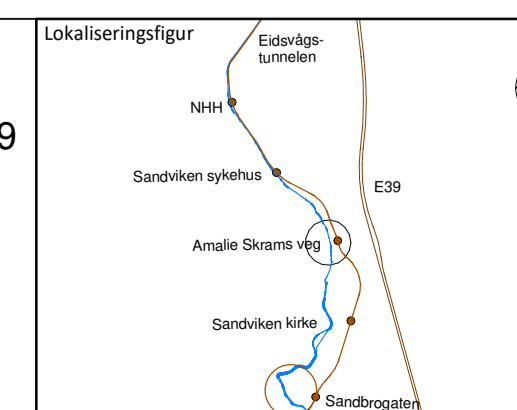 Lokaliseringsfigur
Eidsvågs-
tunnelen
NHH
9
Sandviken sykehus
E39
Amalie Skrams veg
Sandviken kirke
Sandbrogaten